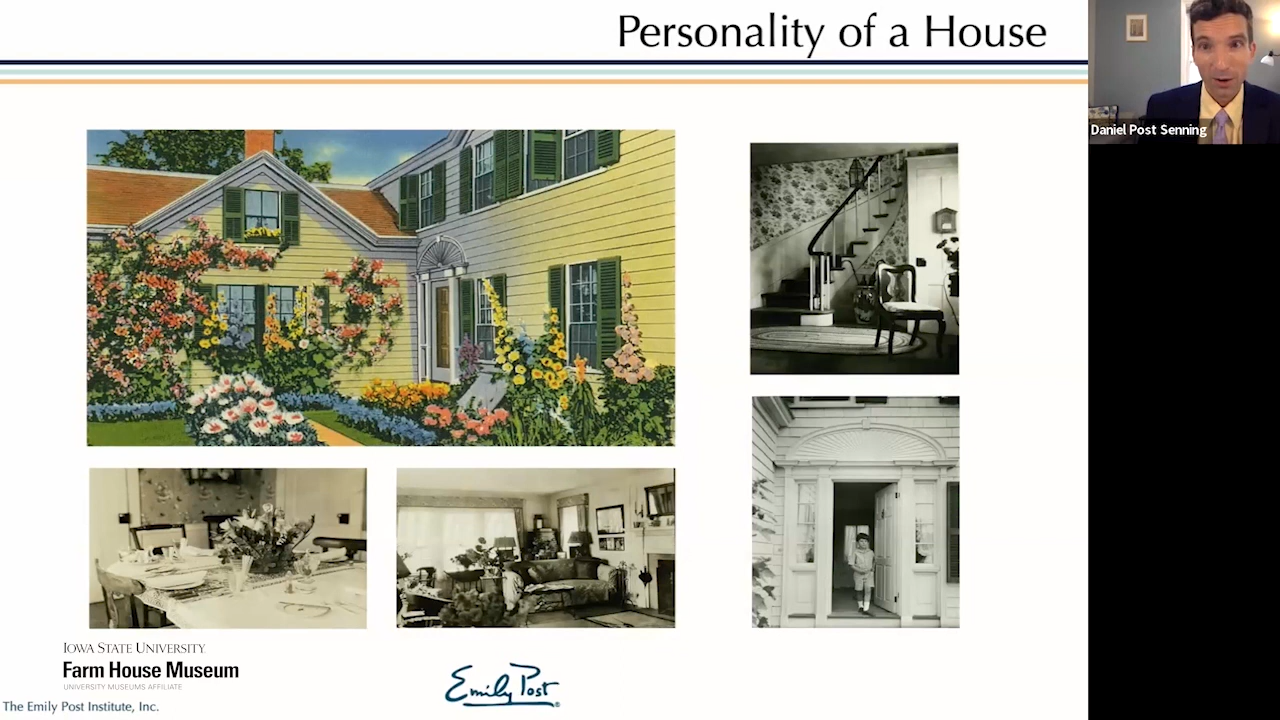 Personality of a House
Daniel Post Senning
IOWA STATE UNIVERSITY
Farm House Museum
UNIVERSITY MUSEUMS AFFILIATE
Emily Post®
The Emily Post Institute, Inc.